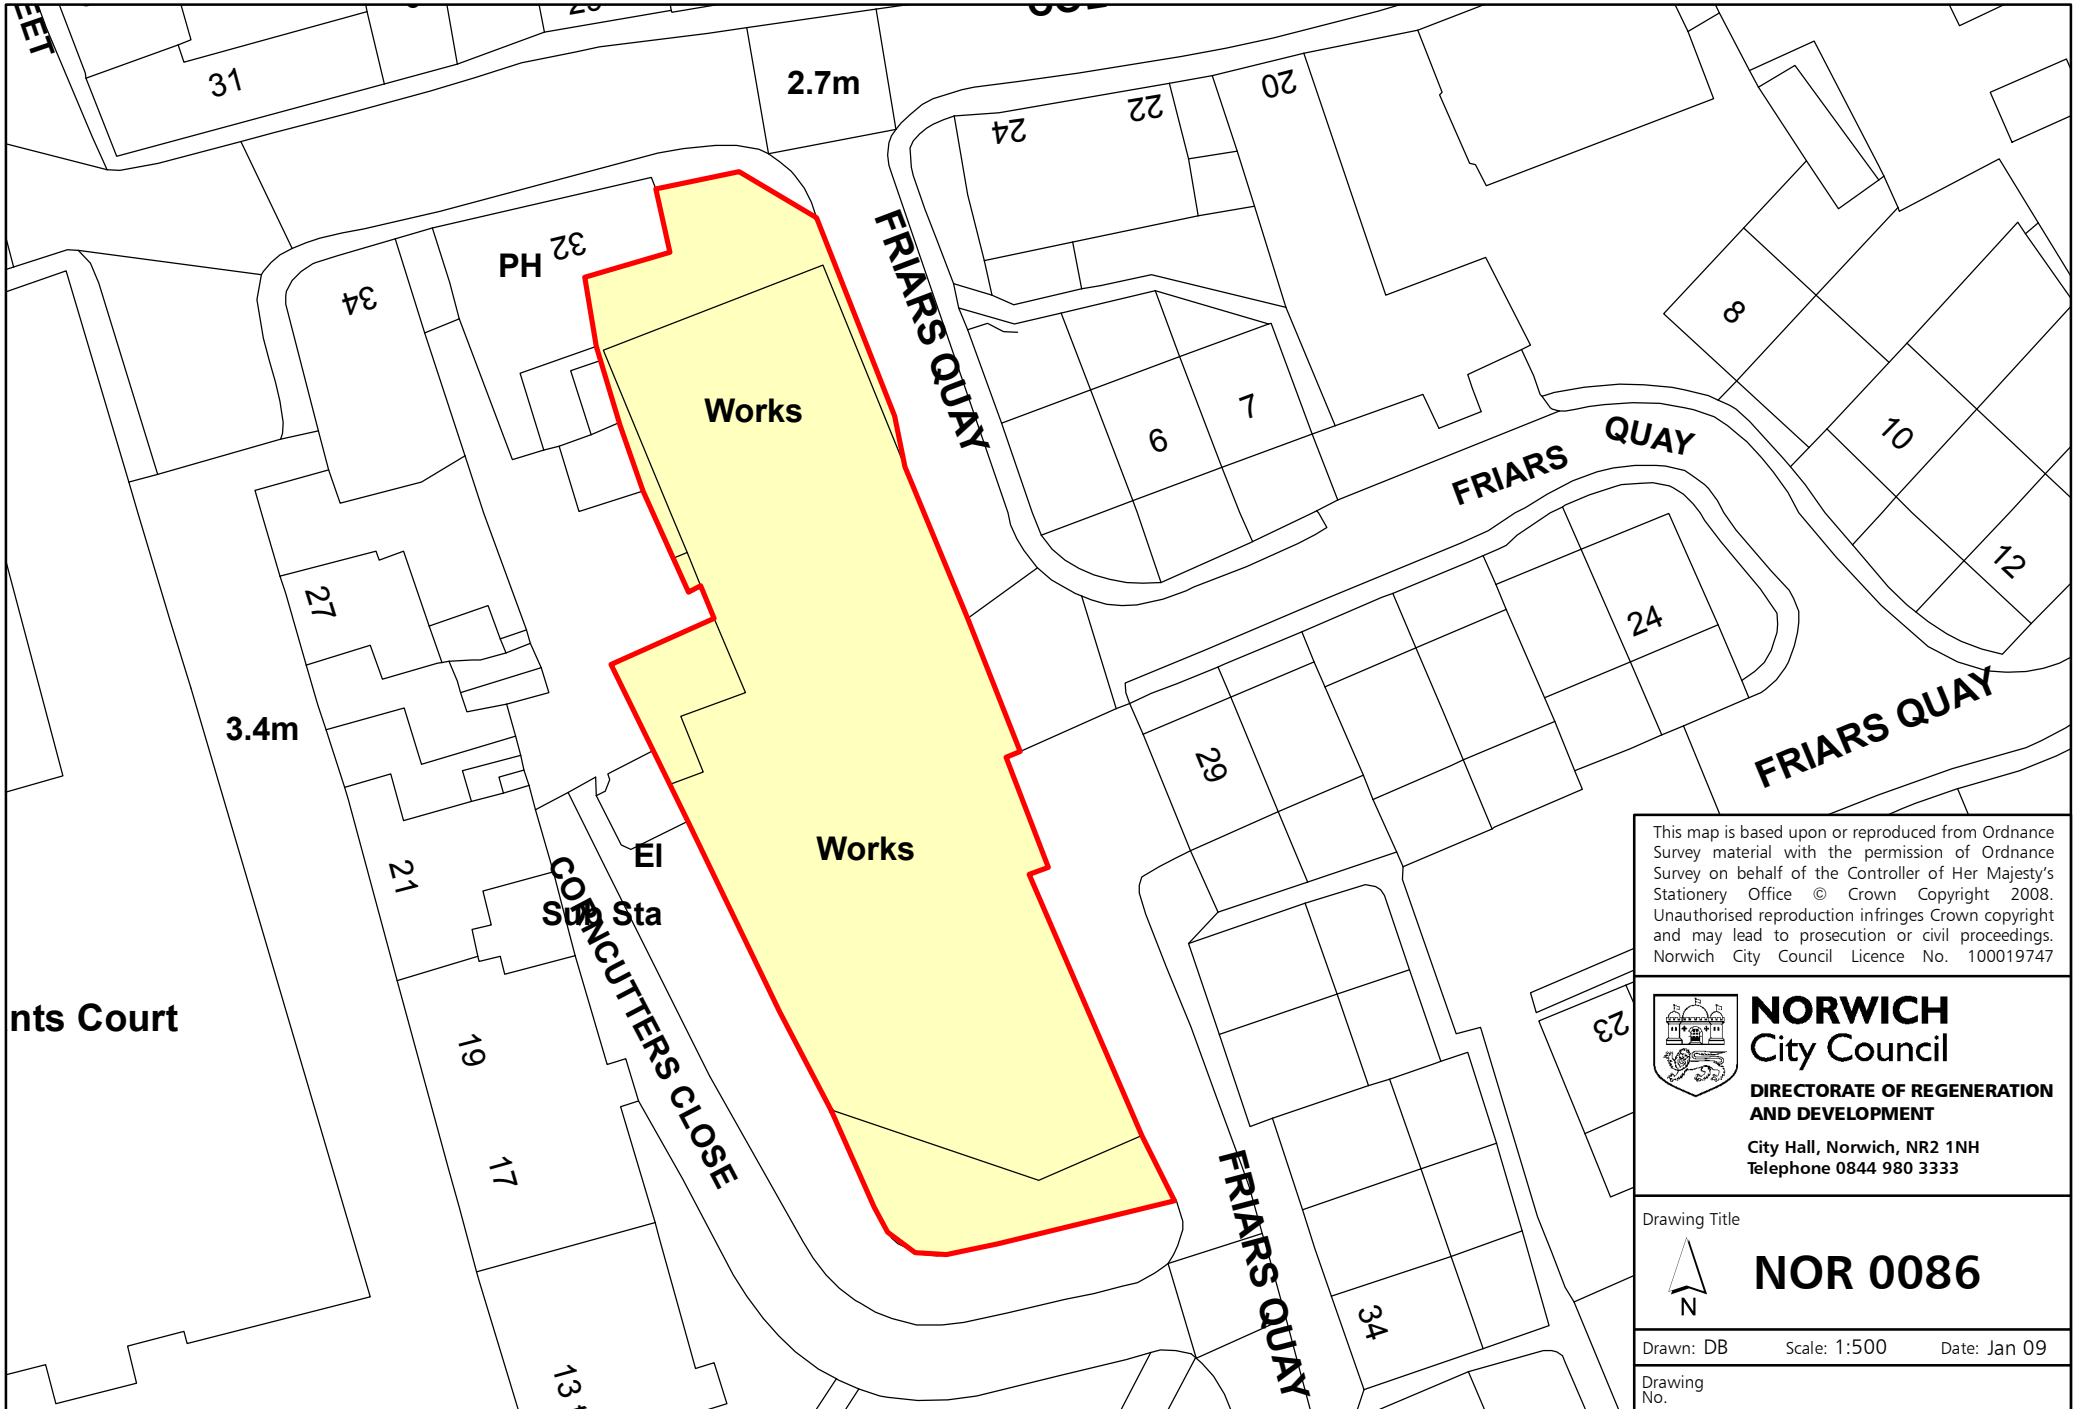 31
2.7m
24
22
20
PH
32
34
FRIARS QUAY
8
Works
6
7
FRIARS
QUAY
10
12
27
24
3.4m
29
FRIARS QUAY
Works
21
El
Sub Sta
CORNCUTTERS CLOSE
nts Court
19
17
23
FRIARS QUAY
34
13
This map is based upon or reproduced from Ordnance
Survey material with the permission of Ordnance
Survey on behalf of the Controller of Her Majesty's
Stationery Office © Crown Copyright 2008.
Unauthorised reproduction infringes Crown copyright
and may lead to prosecution or civil proceedings.
Norwich City Council Licence No. 100019747
NORWICH
City Council
DIRECTORATE OF REGENERATION
AND DEVELOPMENT
City Hall, Norwich, NR2 1NH
Telephone 0844 980 3333
Drawing Title
N
NOR 0086
Drawn: DB Scale: 1:500 Date: Jan 09
Drawing
No.